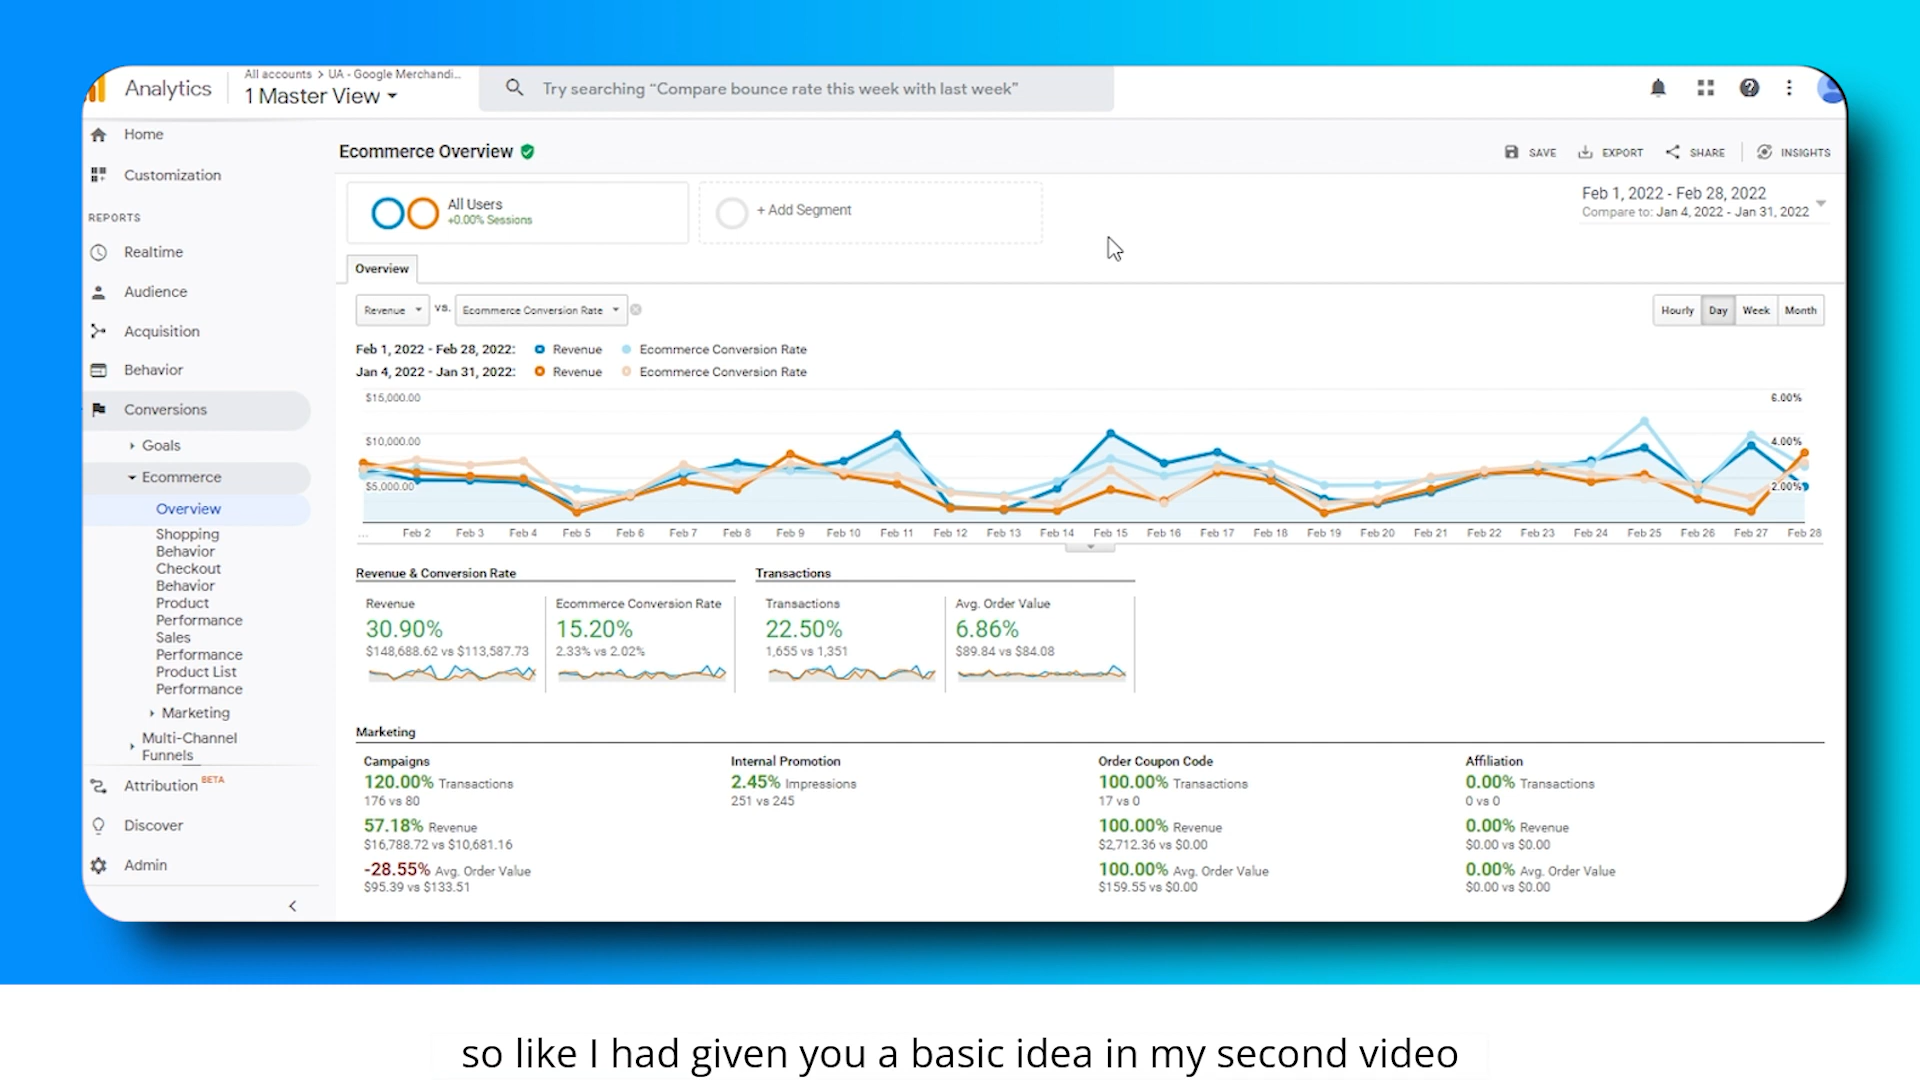 Analytics
All accounts > UA - Google Merchandi...
1 Master View
Try searching “Compare bounce rate this week with last week”
Home
Customization
REPORTS
Realtime
Audience
Acquisition
Behavior
Conversions
Goals
Ecommerce
Overview
Shopping
Behavior
Checkout
Behavior
Product
Performance
Sales
Performance
Product List
Performance
Marketing
Multi-Channel
Funnels
Attribution BETA
Discover
Admin
Ecommerce Overview
SAVE EXPORT SHARE INSIGHTS
All Users
+0.00% Sessions
+ Add Segment
Feb 1, 2022 - Feb 28, 2022
Compare to: Jan 4, 2022 - Jan 31, 2022
Overview
Revenue vs. Ecommerce Conversion Rate
Hourly Day Week Month
Feb 1, 2022 - Feb 28, 2022: Revenue Ecommerce Conversion Rate
Jan 4, 2022 - Jan 31, 2022: Revenue Ecommerce Conversion Rate
$15,000.00 6.00%
$10,000.00 4.00%
$5,000.00 2.00%
... Feb 2 Feb 3 Feb 4 Feb 5 Feb 6 Feb 7 Feb 8 Feb 9 Feb 10 Feb 11 Feb 12 Feb 13 Feb 14 Feb 15 Feb 16 Feb 17 Feb 18 Feb 19 Feb 20 Feb 21 Feb 22 Feb 23 Feb 24 Feb 25 Feb 26 Feb 27 Feb 28
Revenue & Conversion Rate
Revenue
30.90%
$148,688.62 vs $113,587.73
Ecommerce Conversion Rate
15.20%
2.33% vs 2.02%
Transactions
Transactions
22.50%
1,655 vs 1,351
Avg. Order Value
6.86%
$89.84 vs $84.08
Marketing
Campaigns
120.00% Transactions
176 vs 80
57.18% Revenue
$16,788.72 vs $10,681.16
-28.55% Avg. Order Value
$95.39 vs $133.51
Internal Promotion
2.45% Impressions
251 vs 245
Order Coupon Code
100.00% Transactions
17 vs 0
100.00% Revenue
$2,712.36 vs $0.00
100.00% Avg. Order Value
$159.55 vs $0.00
Affiliation
0.00% Transactions
0 vs 0
0.00% Revenue
$0.00 vs $0.00
0.00% Avg. Order Value
$0.00 vs $0.00
so like I had given you a basic idea in my second video